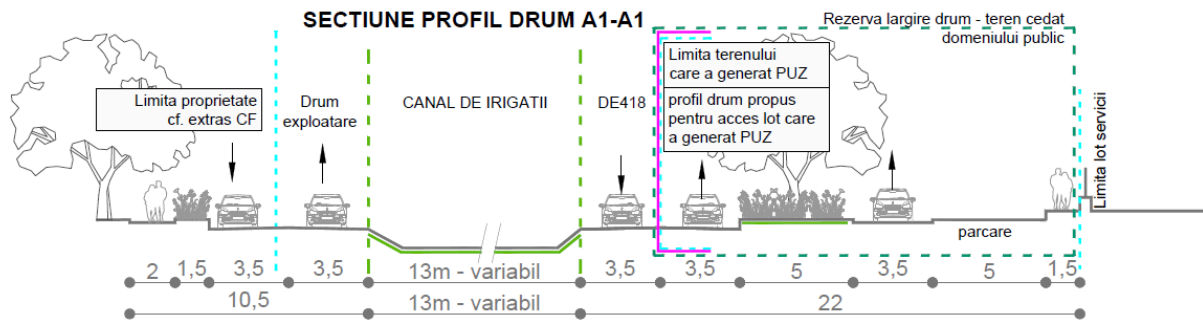 SECTIUNE PROFIL DRUM A1-A1
Rezerva largire drum - teren cedat
domeniului public
Limita proprietate
cf. extras CF
Drum
exploatare
CANAL DE IRIGATII
DE418
Limita terenului
care a generat PUZ
profil drum propus
pentru acces lot care
a generat PUZ
Limita lot servicii
parcare
2 1,5 3,5 3,5 13m - variabil 3,5 3,5 5 3,5 5 1,5
10,5 13m - variabil 22